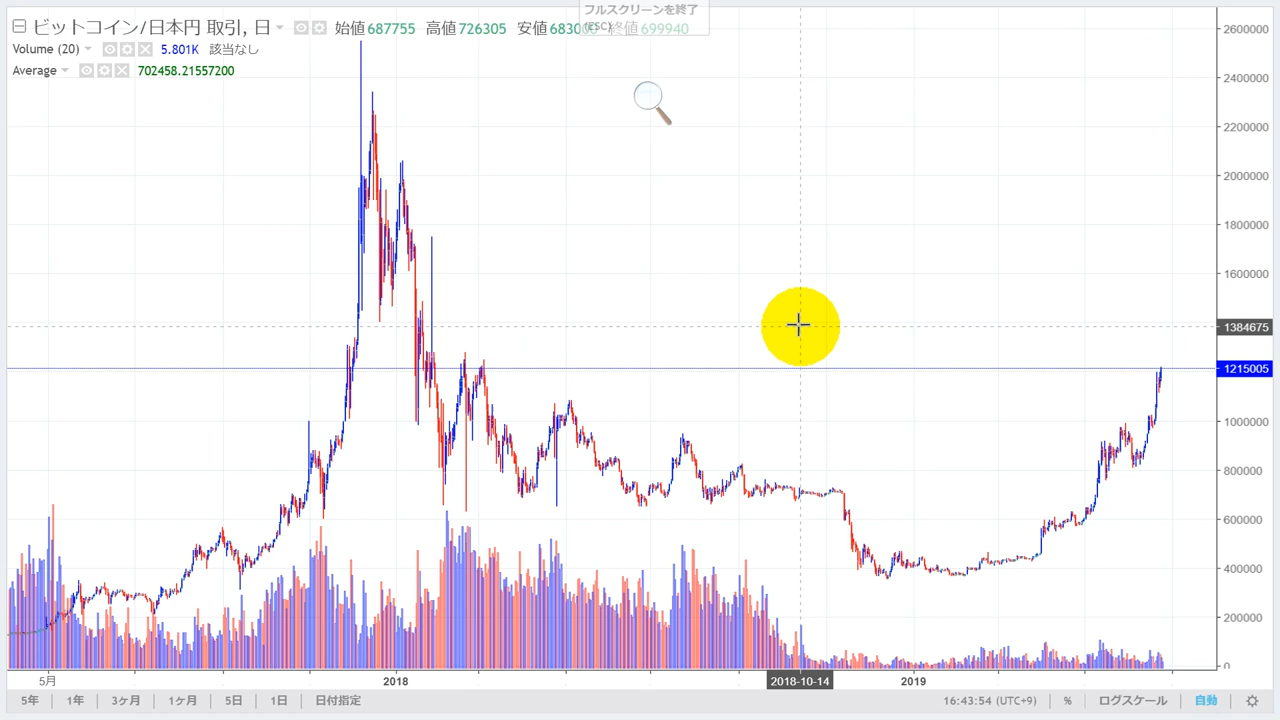 ビットコイン/日本円 取引, 日 始値687755 高値726305 安値68300 終値699940
フルスクリーンを終了
(ESC)
Volume (20) 5.801K 該当なし
Average 702458.21557200
2600000
2400000
2200000
2000000
1800000
1600000
1384675
1215005
1000000
800000
600000
400000
200000
0
5月 2018 2018-10-14 2019
5年 1年 3ヶ月 1ヶ月 5日 1日 日付指定 16:43:54 (UTC+9) % ログスケール 自動